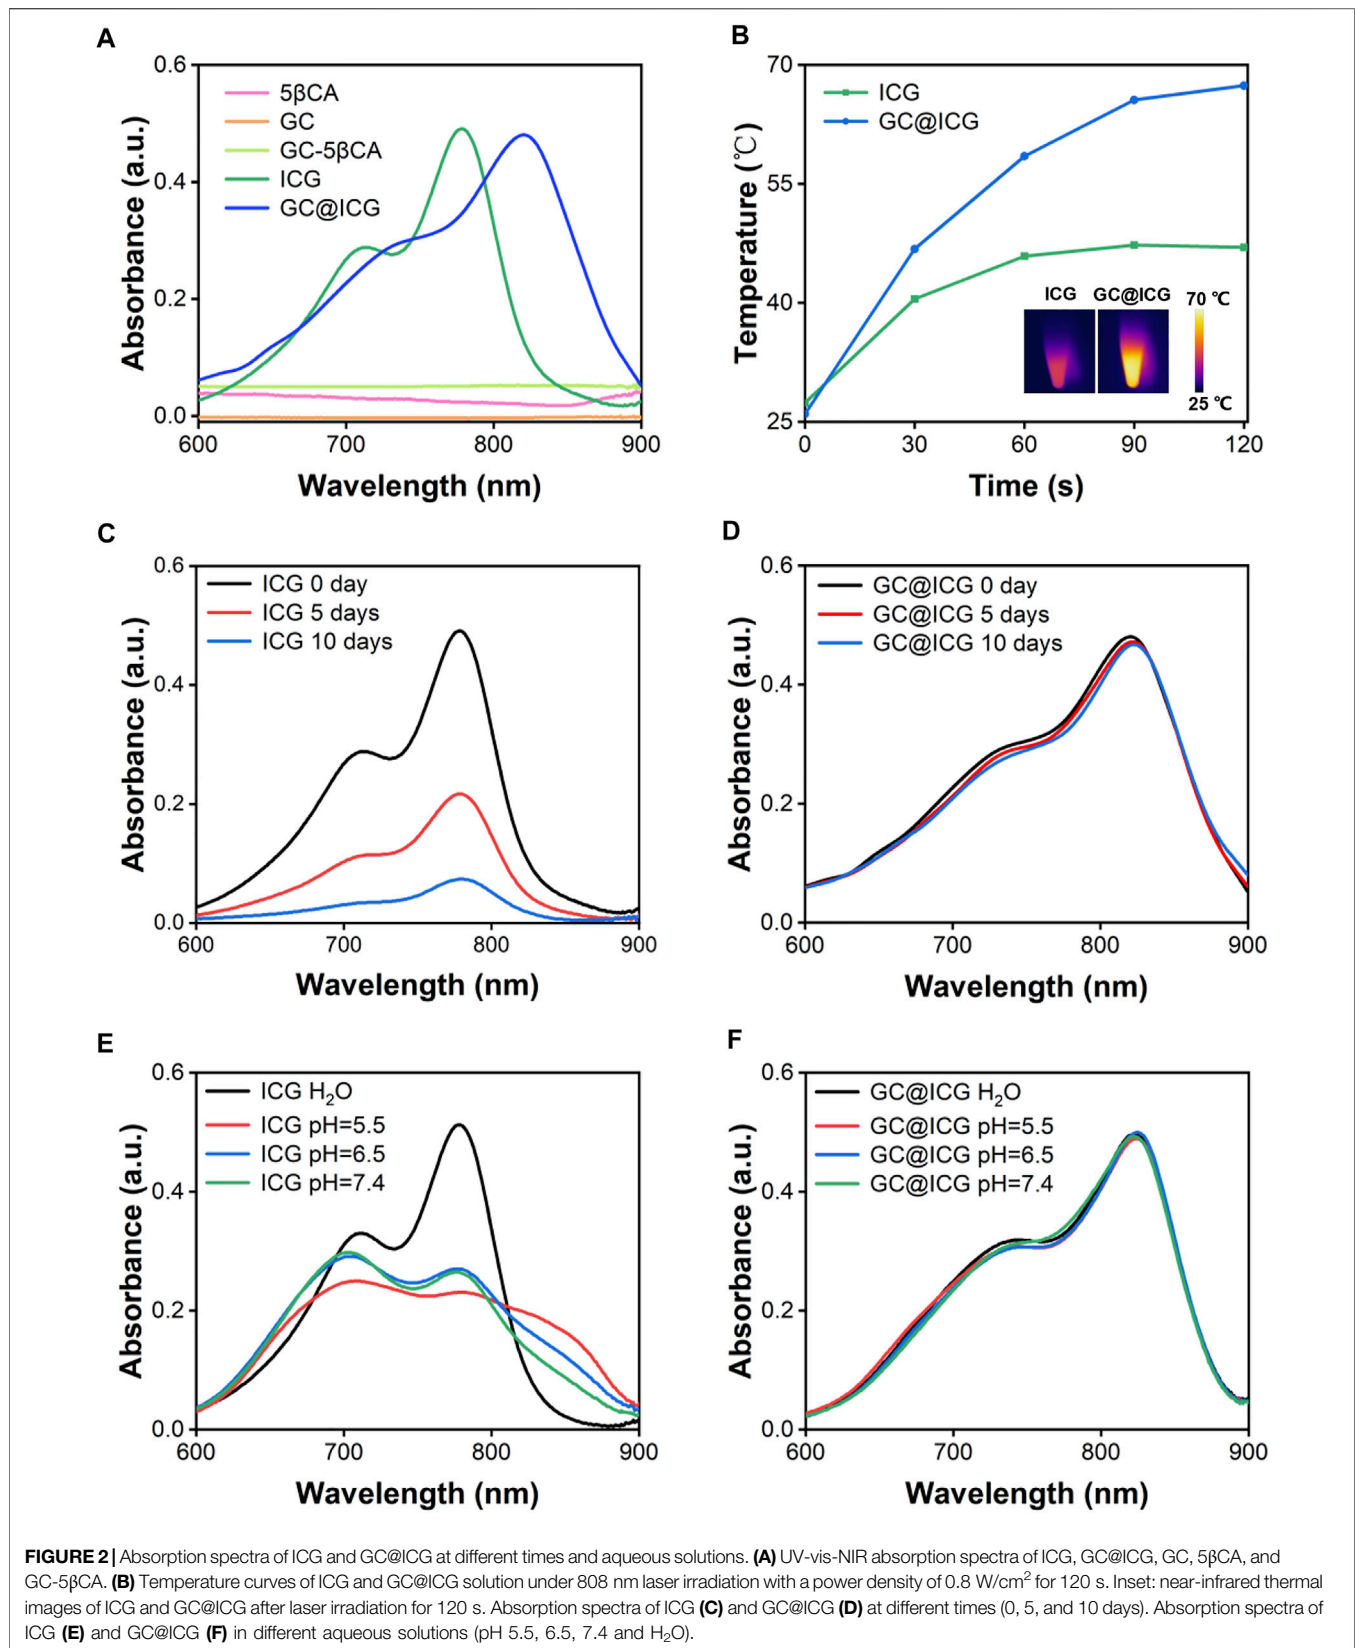 A
0.6
0.4
0.2
0.0
600
700
800
900
Absorbance (a.u.)
Wavelength (nm)
5βCA
GC
GC-5βCA
ICG
GC@ICG
B
70
55
40
25
0
30
60
90
120
Temperature (℃)
Time (s)
ICG
GC@ICG
ICG GC@ICG
70 ℃
25 ℃
C
0.6
0.4
0.2
0.0
600
700
800
900
Absorbance (a.u.)
Wavelength (nm)
ICG 0 day
ICG 5 days
ICG 10 days
D
0.6
0.4
0.2
0.0
600
700
800
900
Absorbance (a.u.)
Wavelength (nm)
GC@ICG 0 day
GC@ICG 5 days
GC@ICG 10 days
E
0.6
0.4
0.2
0.0
600
700
800
900
Absorbance (a.u.)
Wavelength (nm)
ICG H₂O
ICG pH=5.5
ICG pH=6.5
ICG pH=7.4
F
0.6
0.4
0.2
0.0
600
700
800
900
Absorbance (a.u.)
Wavelength (nm)
GC@ICG H₂O
GC@ICG pH=5.5
GC@ICG pH=6.5
GC@ICG pH=7.4
FIGURE 2 | Absorption spectra of ICG and GC@ICG at different times and aqueous solutions. (A) UV-vis-NIR absorption spectra of ICG, GC@ICG, GC, 5βCA, and
GC-5βCA. (B) Temperature curves of ICG and GC@ICG solution under 808 nm laser irradiation with a power density of 0.8 W/cm² for 120 s. Inset: near-infrared thermal
images of ICG and GC@ICG after laser irradiation for 120 s. Absorption spectra of ICG (C) and GC@ICG (D) at different times (0, 5, and 10 days). Absorption spectra of
ICG (E) and GC@ICG (F) in different aqueous solutions (pH 5.5, 6.5, 7.4 and H₂O).